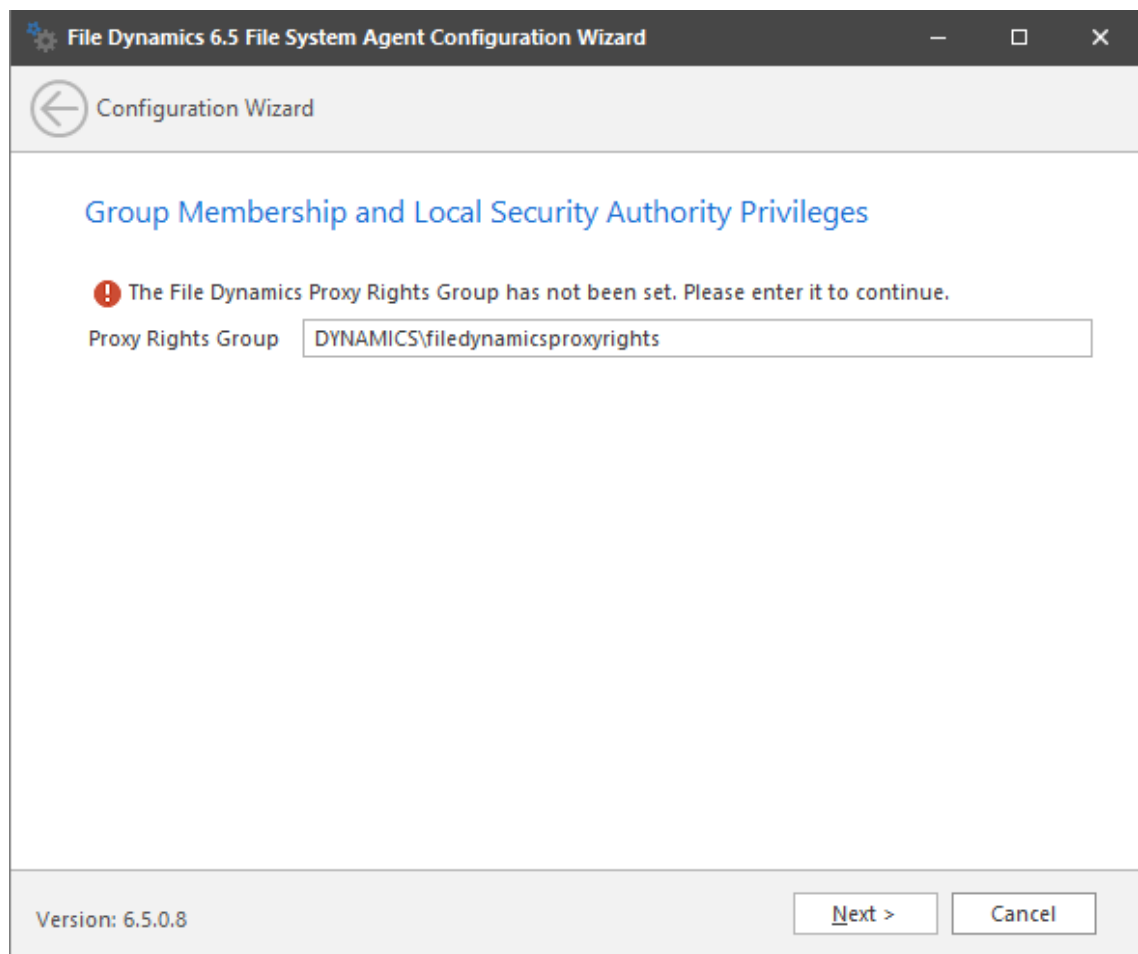 File Dynamics 6.5 File System Agent Configuration Wizard
Configuration Wizard
Group Membership and Local Security Authority Privileges
The File Dynamics Proxy Rights Group has not been set. Please enter it to continue.
Proxy Rights Group DYNAMICS\filedynamicsproxyrights
Version: 6.5.0.8 Next > Cancel